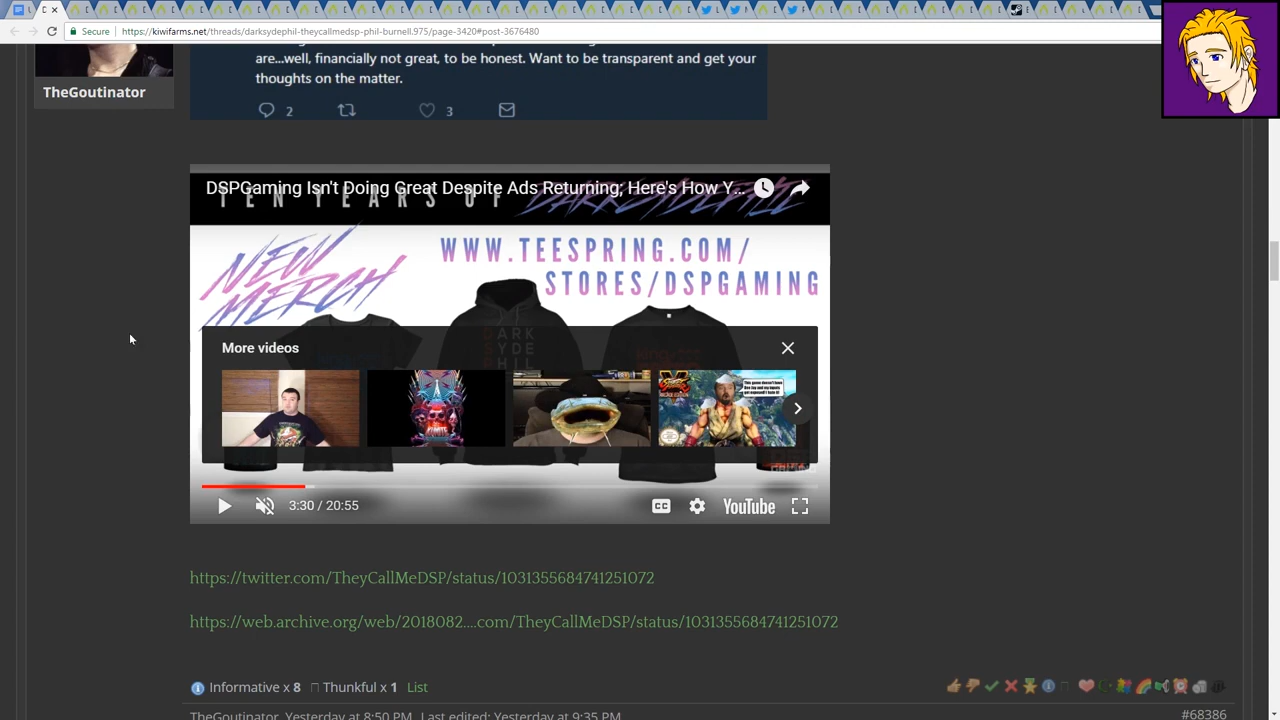 Secure
https://kiwifarms.net/threads/darksydephil-theycallmedsp-phil-burnell.975/page-3420#post-3676480
are...well, financially not great, to be honest. Want to be transparent and get your
thoughts on the matter.
TheGoutinator
2
3
DSPGaming Isn't Doing Great Despite Ads Returning; Here's How Y...
TEN YEARS OF DARKSYDEPHIL
NEW
MERCH
WWW.TEESPRING.COM/
STORES/DSPGAMING
More videos
3:30 / 20:55
CC
YouTube
https://twitter.com/TheyCallMeDSP/status/1031355684741251072
https://web.archive.org/web/2018082....com/TheyCallMeDSP/status/1031355684741251072
Informative x 8
Thunkful x 1
List
TheGoutinator, Yesterday at 8:50 PM Last edited: Yesterday at 9:35 PM
#68386